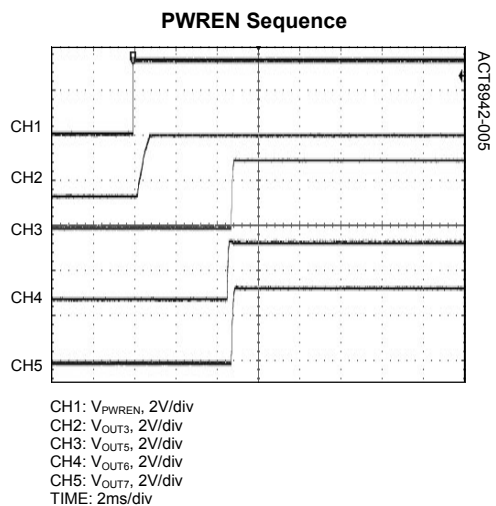 PWREN Sequence
ACT8942-005
CH1
CH2
CH3
CH4
CH5
CH1: VPWREN, 2V/div
CH2: VOUT3, 2V/div
CH3: VOUT5, 2V/div
CH4: VOUT6, 2V/div
CH5: VOUT7, 2V/div
TIME: 2ms/div